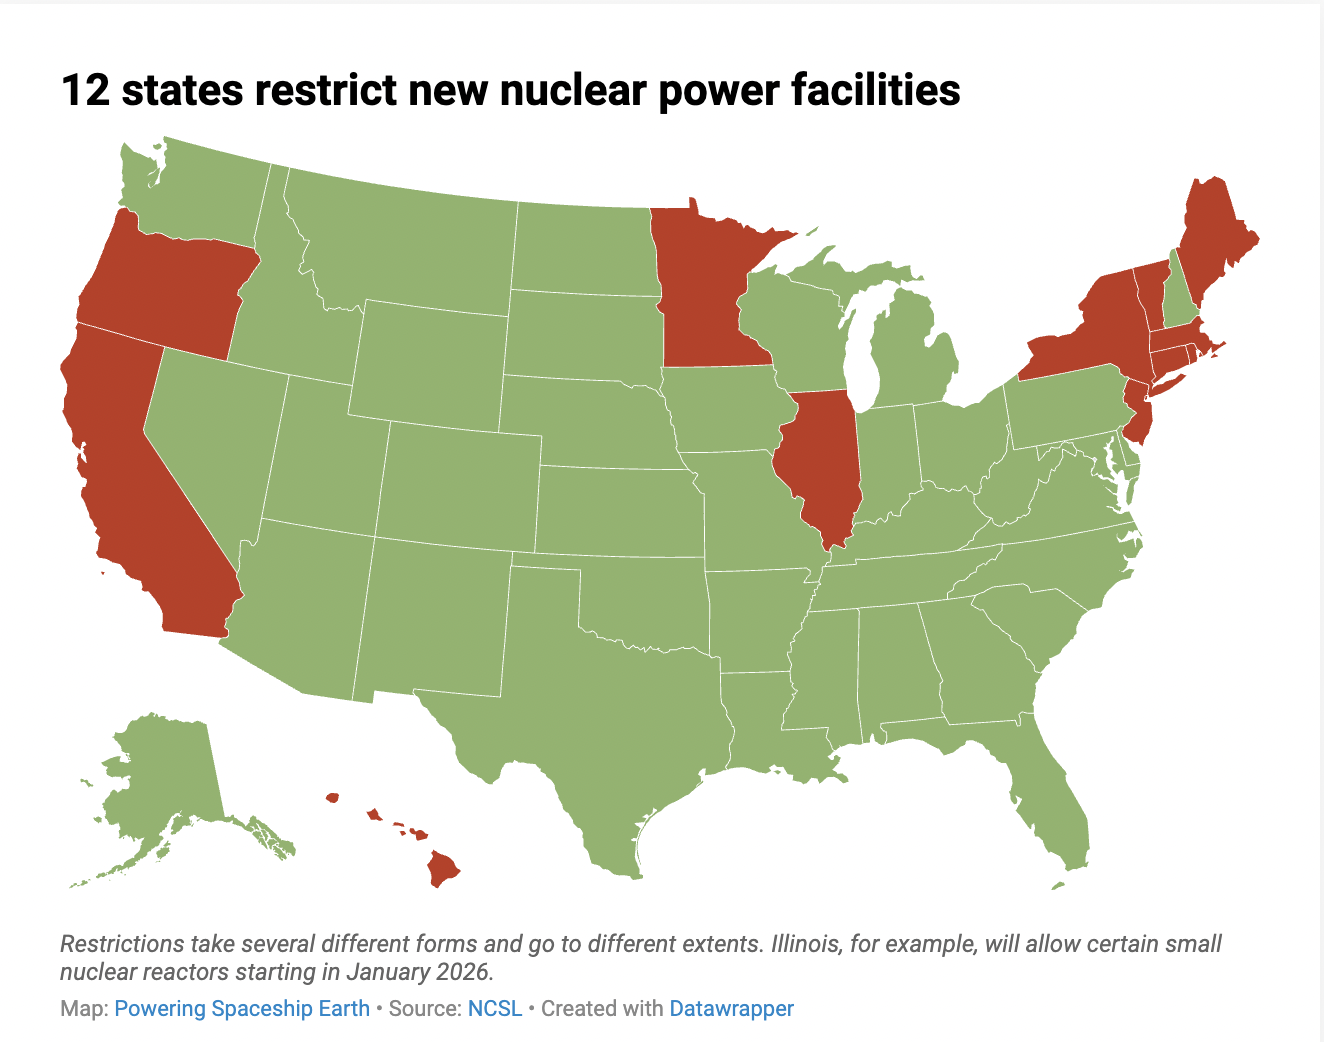 12 states restrict new nuclear power facilities
Restrictions take several different forms and go to different extents. Illinois, for example, will allow certain small
nuclear reactors starting in January 2026.
Map: Powering Spaceship Earth • Source: NCSL • Created with Datawrapper